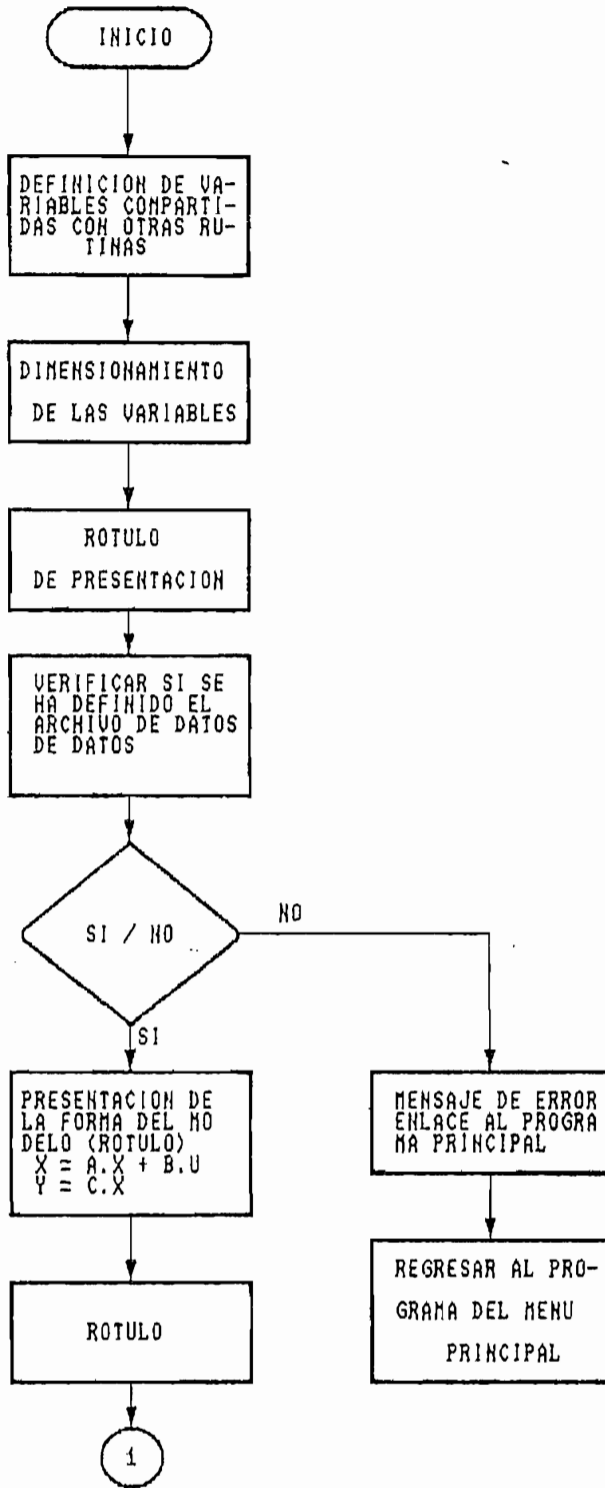 INICIO
DEFINICION DE VA-
RIABLES COMPARTI-
DAS CON OTRAS RU-
TINAS
DIMENSIONAMIENTO
DE LAS VARIABLES
ROTULO
DE PRESENTACION
VERIFICAR SI SE
HA DEFINIDO EL
ARCHIVO DE DATOS
DE DATOS
SI / NO
NO
SI
PRESENTACION DE
LA FORMA DEL MO
DELO (ROTULO)
X = A.X + B.U
Y = C.X
MENSAJE DE ERROR
ENLACE AL PROGRA
MA PRINCIPAL
ROTULO
REGRESAR AL PRO-
GRAMA DEL MENU
PRINCIPAL
1